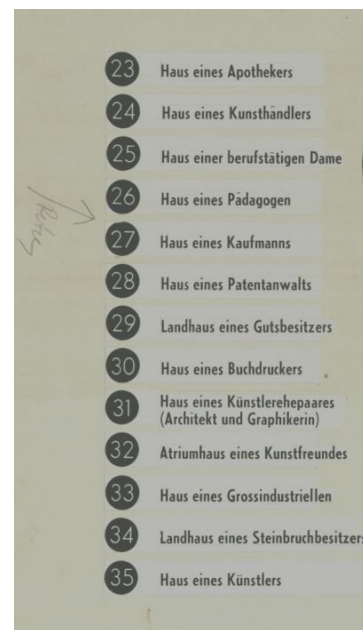 23 Haus eines Apothekers
24 Haus eines Kunsthändlers
25 Haus einer berufstätigen Dame
26 Haus eines Pädagogen
27 Haus eines Kaufmanns
28 Haus eines Patentanwalts
29 Landhaus eines Gutsbesitzers
30 Haus eines Buchdruckers
31 Haus eines Künstlerehepaares
(Architekt und Graphikerin)
32 Atriumhaus eines Kunstfreundes
33 Haus eines Grossindustriellen
34 Landhaus eines Steinbruchbesitzers
35 Haus eines Künstlers